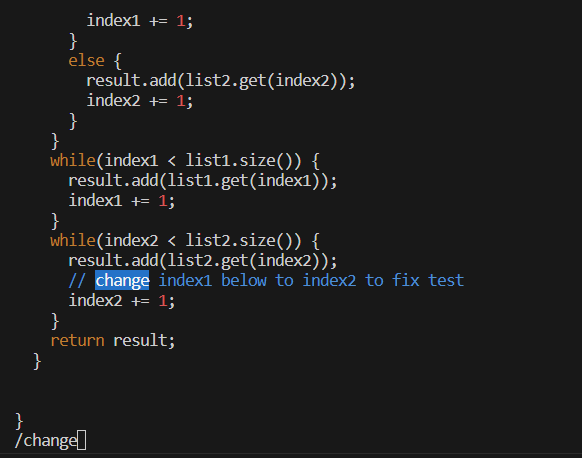 index1 += 1;
      }
      else {
        result.add(list2.get(index2));
        index2 += 1;
      }
    }
    while(index1 < list1.size()) {
      result.add(list1.get(index1));
      index1 += 1;
    }
    while(index2 < list2.size()) {
      result.add(list2.get(index2));
      // change index1 below to index2 to fix test
      index2 += 1;
    }
    return result;
  }
}
/change